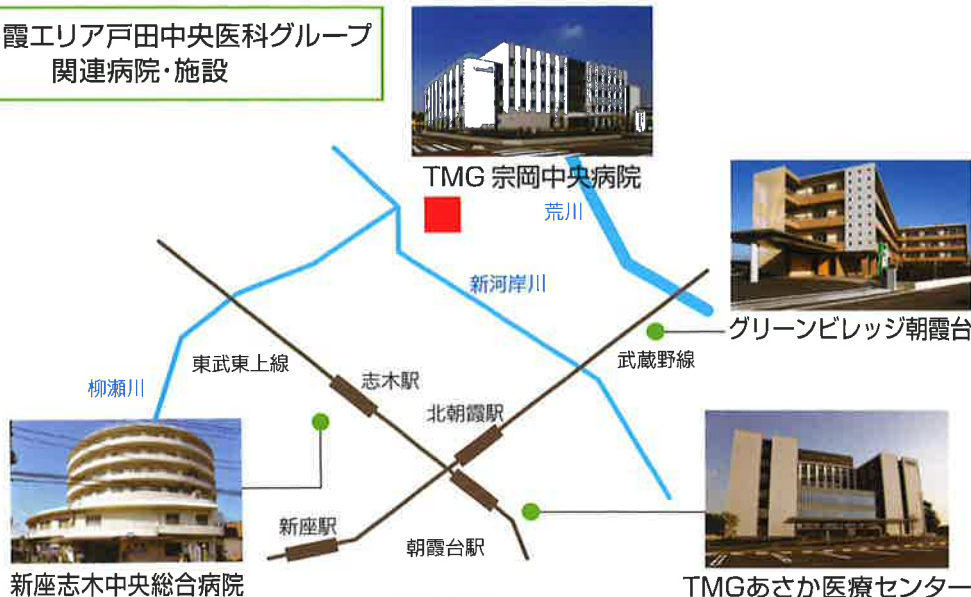 霞エリア戸田中央医科グループ
関連病院・施設
TMG 宗岡中央病院
荒川
新河岸川
グリーンビレッジ朝霞台
武蔵野線
東武東上線
志木駅
柳瀬川
北朝霞駅
新座駅
朝霞台駅
新座志木中央総合病院
TMGあさか医療センター